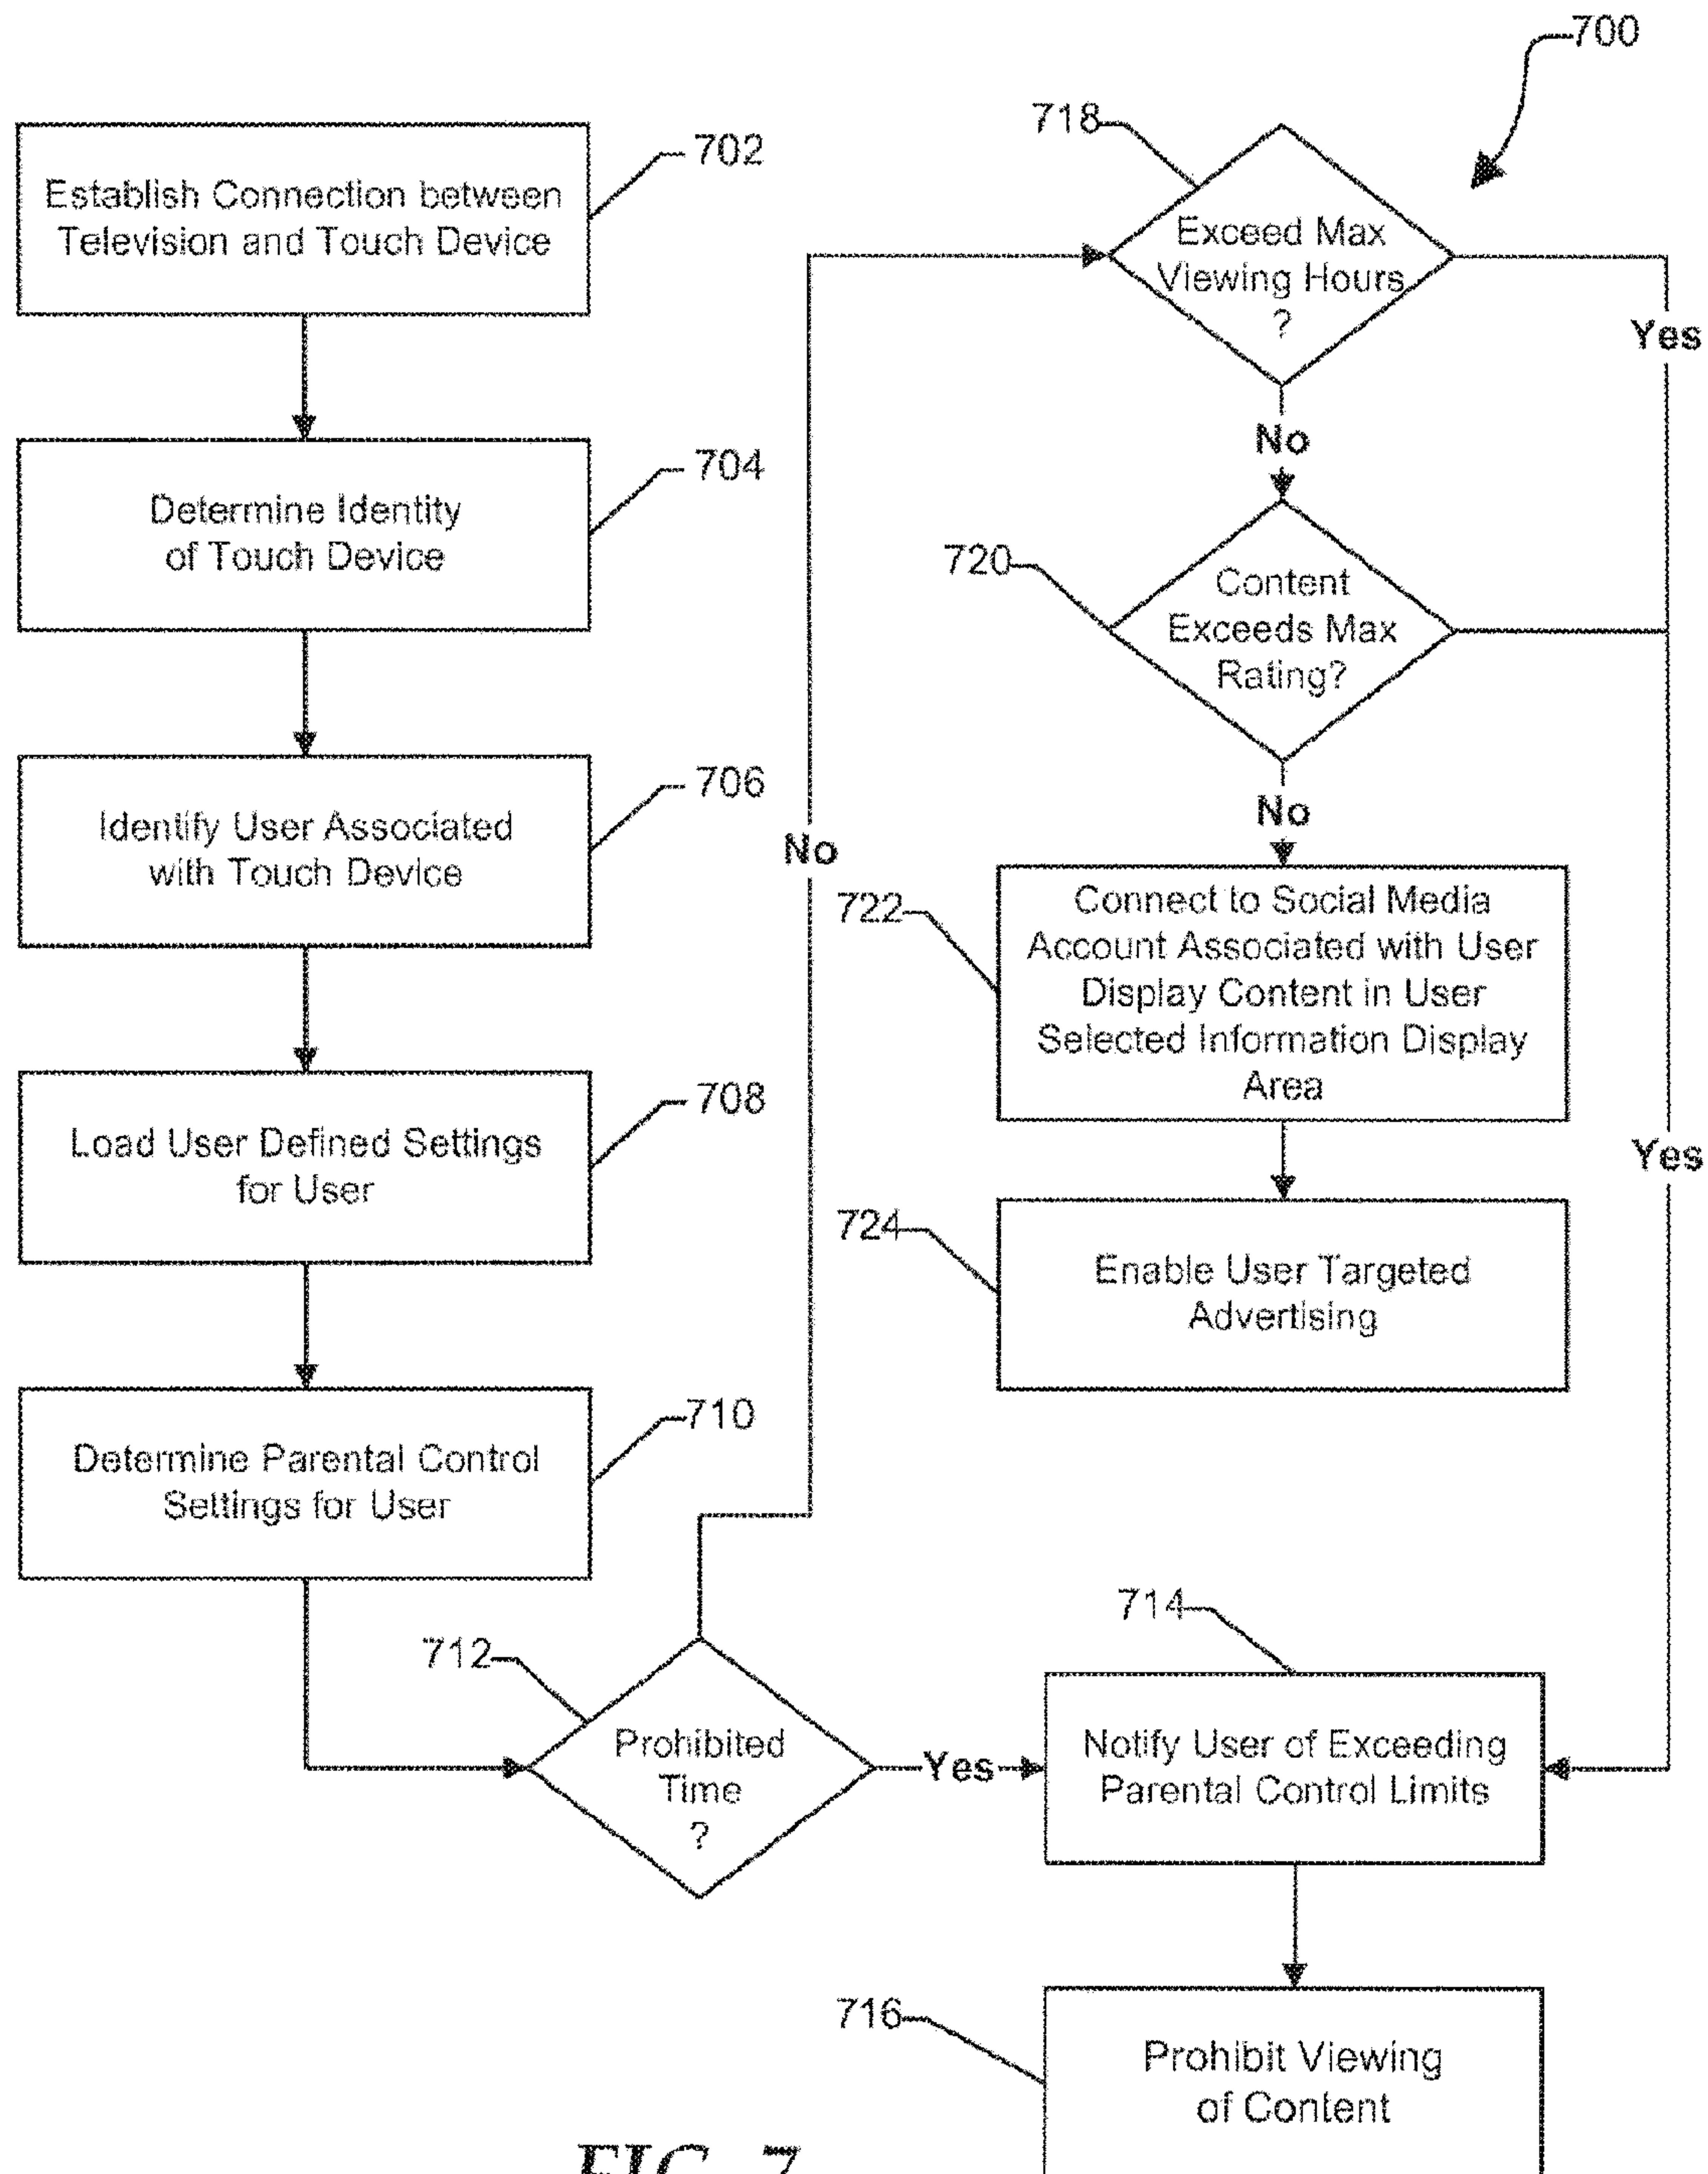 700
702
Establish Connection between
Television and Touch Device
704
Determine Identity
of Touch Device
706
Identify User Associated
with Touch Device
708
Load User Defined Settings
for User
710
Determine Parental Control
Settings for User
712
Prohibited
Time
?
No
Yes
718
Exceed Max
Viewing Hours
?
Yes
No
720
Content
Exceeds Max
Rating?
No
Yes
722
Connect to Social Media
Account Associated with User
Display Content in User
Selected Information Display
Area
724
Enable User Targeted
Advertising
714
Notify User of Exceeding
Parental Control Limits
716
Prohibit Viewing
of Content
FIG. 7